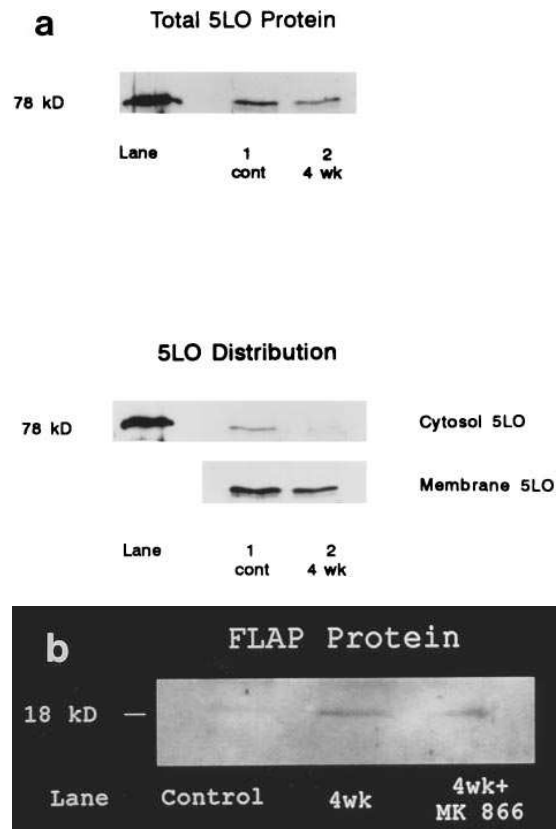 a
Total 5LO Protein
78 kD
Lane 1 2
cont 4 wk
5LO Distribution
78 kD
Cytosol 5LO
Membrane 5LO
Lane 1 2
cont 4 wk
b
FLAP Protein
18 kD —
Lane Control 4wk 4wk+
MK 866